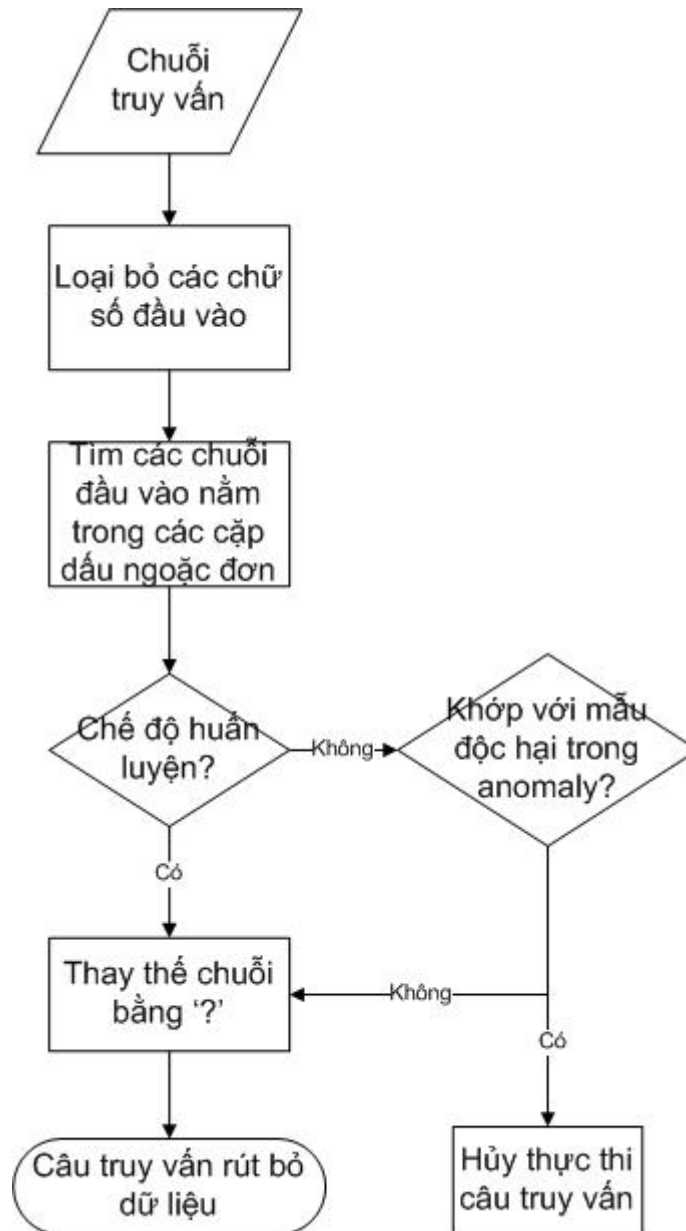 Chuỗi
truy vấn
Loại bỏ các chữ
số đầu vào
Tìm các chuỗi
đầu vào nằm
trong các cặp
dấu ngoặc đơn
Chế độ huấn
luyện?
Không
Khớp với mẫu
độc hại trong
anomaly?
Có
Thay thế chuỗi
bằng ‘?’
Không
Có
Câu truy vấn rút bỏ
dữ liệu
Hủy thực thi
câu truy vấn